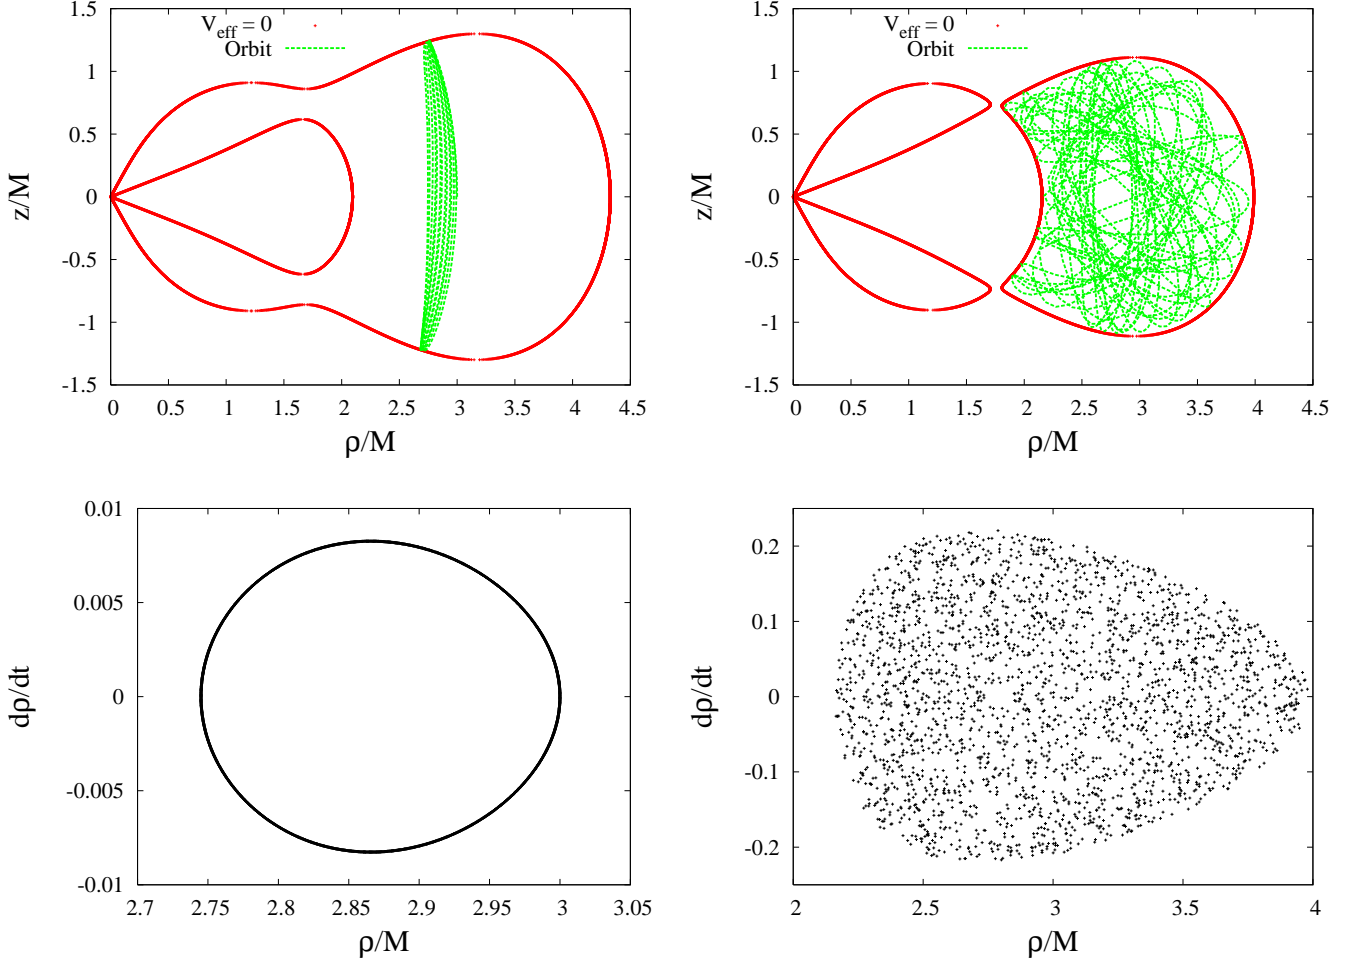 V_eff = 0
Orbit
1.5
1
0.5
0
-0.5
-1
-1.5
z/M
0 0.5 1 1.5 2 2.5 3 3.5 4 4.5
ρ/M
V_eff = 0
Orbit
1.5
1
0.5
0
-0.5
-1
-1.5
z/M
0 0.5 1 1.5 2 2.5 3 3.5 4 4.5
ρ/M
0.01
0.005
0
-0.005
-0.01
dρ/dt
2.7 2.75 2.8 2.85 2.9 2.95 3 3.05
ρ/M
0.2
0.1
0
-0.1
-0.2
dρ/dt
2 2.5 3 3.5 4
ρ/M